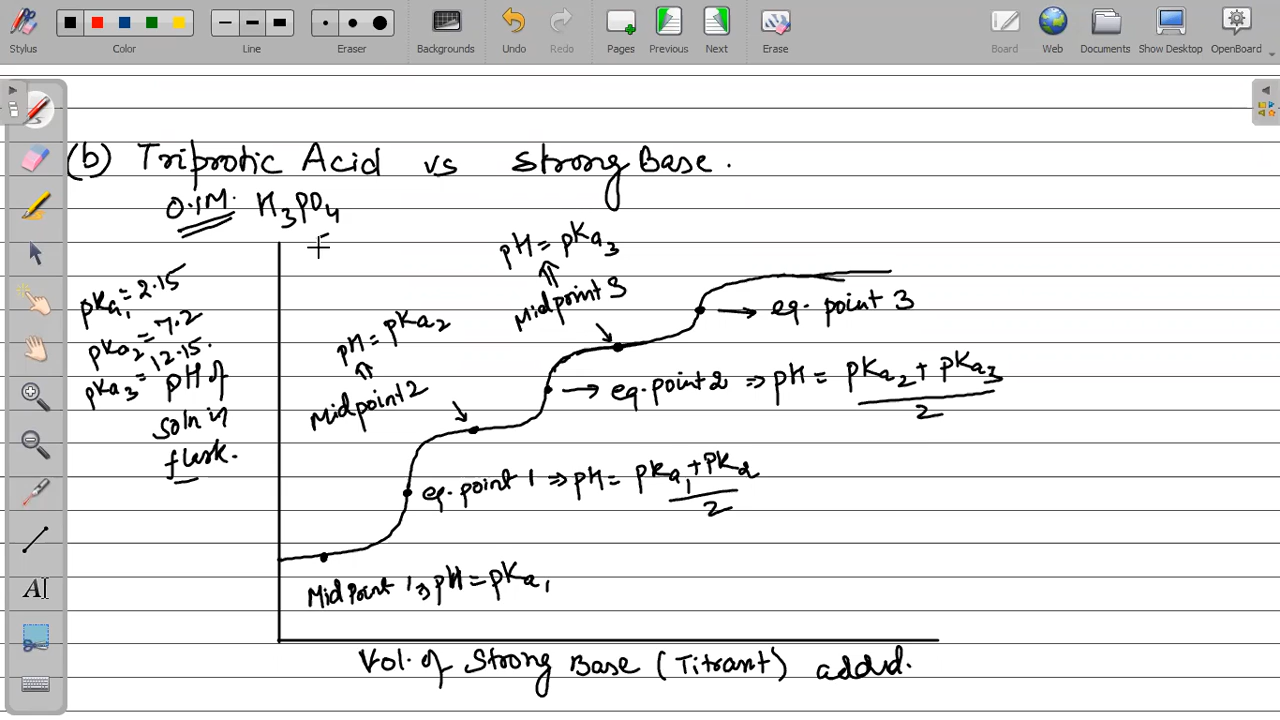 Stylus Color Line Eraser Backgrounds Undo Redo Pages Previous Next Erase Board Web Documents Show Desktop OpenBoard
(b) Triprotic Acid vs Strong Base.
0.1M. H3PO4
pKa1 = 2.15
pKa2 = 7.2
pKa3 = 12.15.
pH of
soln in
flask.
pH = pKa3
⇑
Midpoint 3
eq. point 3
pH = pKa2
⇑
Midpoint 2
eq. point 2 ⇒ pH = pKa2 + pKa3
2
eq. point 1 ⇒ pH = pKa1 + pKa2
2
Midpoint 1 ⇒ pH = pKa1
Vol. of Strong Base (Titrant) added.